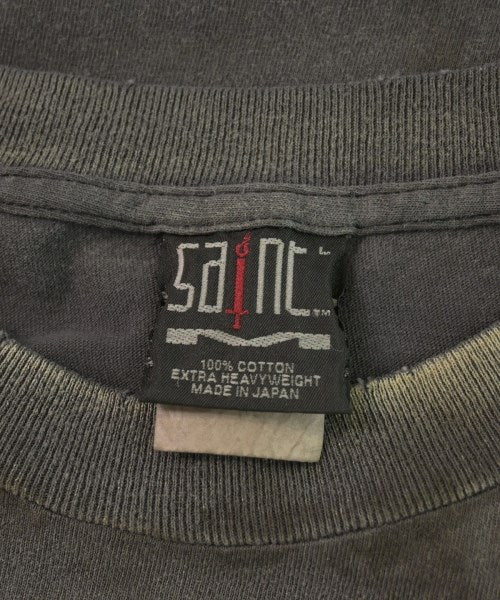 saint
TM
100% COTTON
EXTRA HEAVYWEIGHT
MADE IN JAPAN